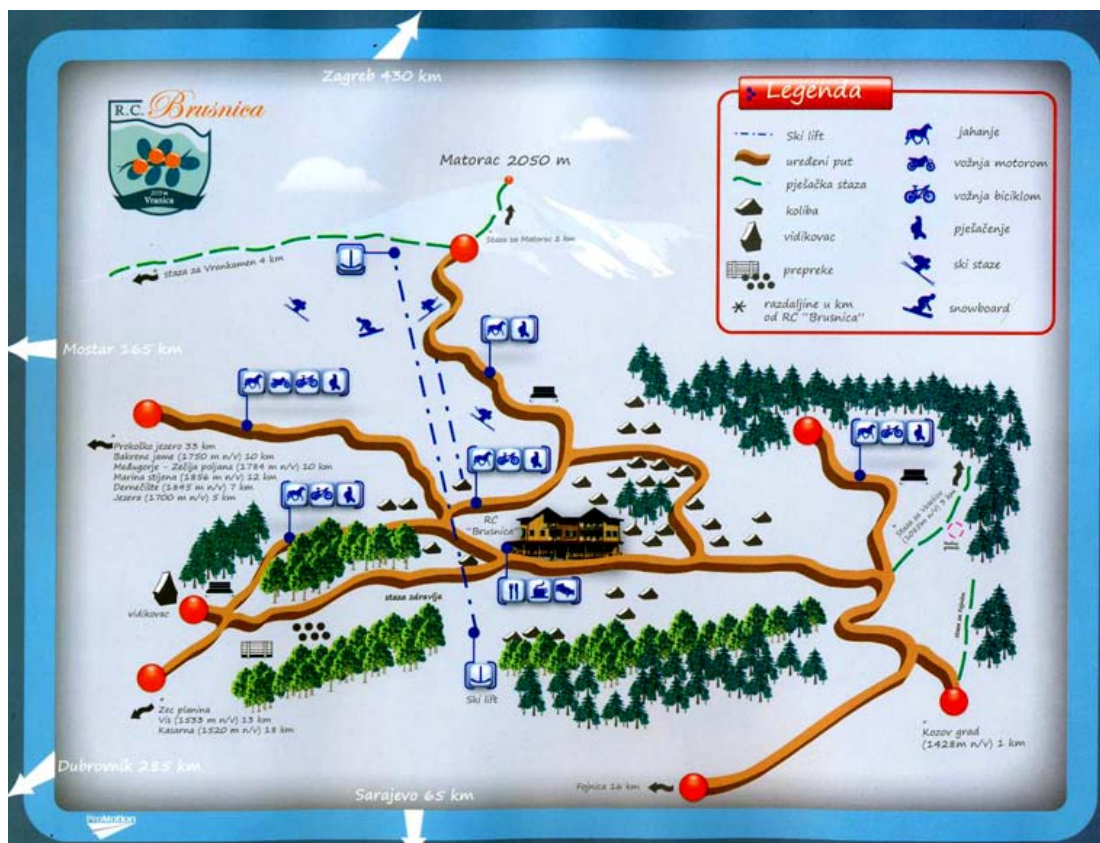 Zagreb 430 km
R.C. Brusnica
2110 m
Vranica
Legenda
Ski lift
uređeni put
pješačka staza
koliba
vidikovac
prepreke
razdaljine u km
od RC "Brusnica"
jahanje
vožnja motorom
vožnja biciklom
pješačenje
ski staze
snowboard
Matorac 2050 m
Staza za Matorac 2 km
staza za Vrankamen 4 km
Mostar 165 km
Prokoško jezero 33 km
Bakrene jame (1750 m n/v) 10 km
Međugorje - Zečija poljana (1784 m n/v) 10 km
Marina stijena (1856 m n/v) 12 km
Dernečište (1845 m n/v) 7 km
Jezera (1700 m n/v) 5 km
RC
"Brusnica"
vidikovac
staza zdravlja
Ski lift
Zec planina
Vis (1533 m n/v) 13 km
Kasarna (1520 m n/v) 18 km
Kozov grad
(1428m n/v) 1 km
Fojnica 16 km
Dubrovnik 285 km
Sarajevo 65 km
ProMotion